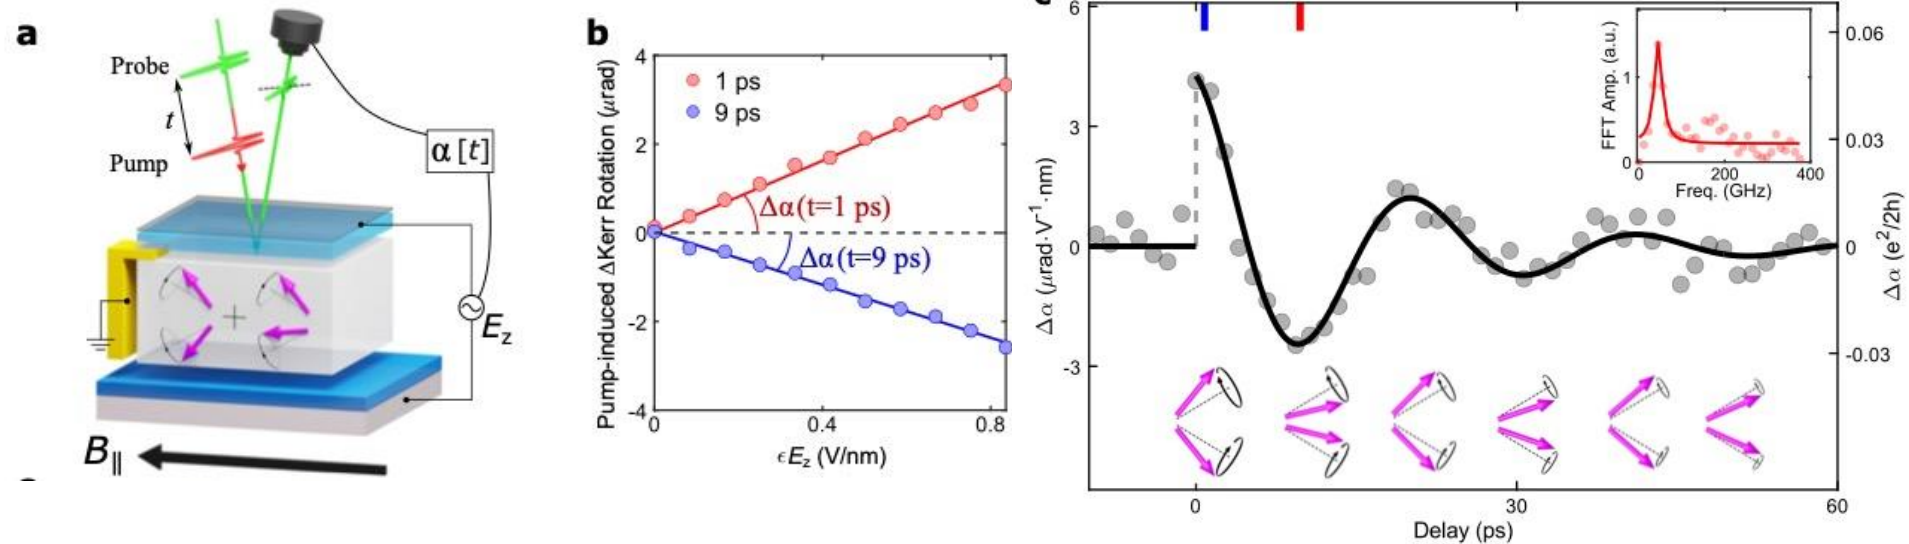 a
Probe
t
Pump
α[t]
E_z
B_∥
b
Pump-induced ΔKerr Rotation (μrad)
4
2
0
-2
-4
1 ps
9 ps
Δα(t=1 ps)
Δα(t=9 ps)
0
0.4
0.8
ϵE_z (V/nm)
Δα (μrad·V⁻¹·nm)
6
3
0
-3
FFT Amp. (a.u.)
1
0
0
200
400
Freq. (GHz)
0.06
0.03
0
-0.03
Δα (e²/2h)
0
30
60
Delay (ps)